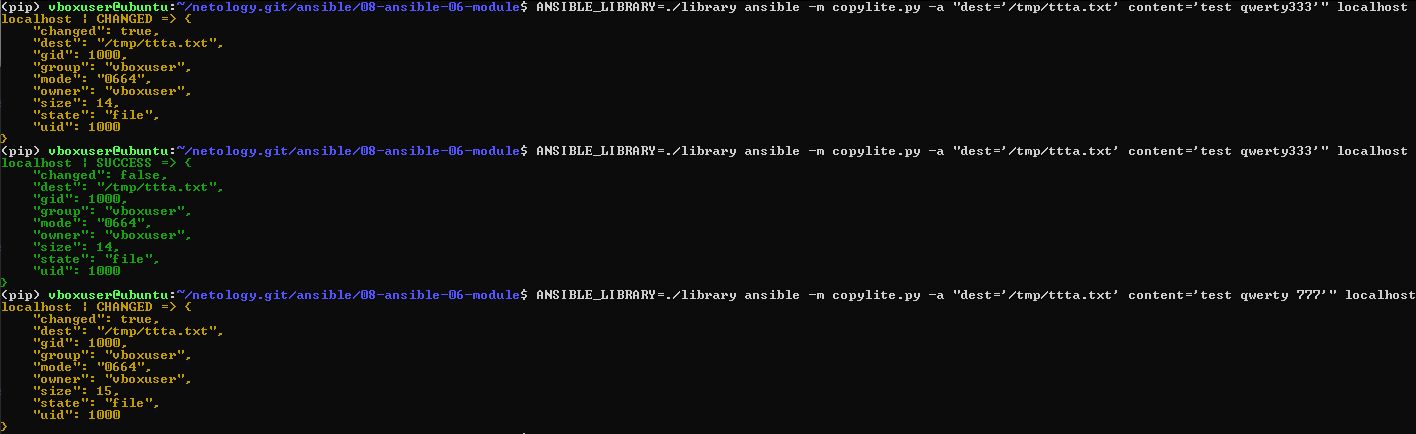 (pip) vboxuser@ubuntu:~/netology.git/ansible/08-ansible-06-module$ ANSIBLE_LIBRARY=./library ansible -m copylite.py -a "dest='/tmp/ttta.txt' content='test qwerty333'" localhost
localhost | CHANGED => {
    "changed": true,
    "dest": "/tmp/ttta.txt",
    "gid": 1000,
    "group": "vboxuser",
    "mode": "0664",
    "owner": "vboxuser",
    "size": 14,
    "state": "file",
    "uid": 1000
}
(pip) vboxuser@ubuntu:~/netology.git/ansible/08-ansible-06-module$ ANSIBLE_LIBRARY=./library ansible -m copylite.py -a "dest='/tmp/ttta.txt' content='test qwerty333'" localhost
localhost | SUCCESS => {
    "changed": false,
    "dest": "/tmp/ttta.txt",
    "gid": 1000,
    "group": "vboxuser",
    "mode": "0664",
    "owner": "vboxuser",
    "size": 14,
    "state": "file",
    "uid": 1000
}
(pip) vboxuser@ubuntu:~/netology.git/ansible/08-ansible-06-module$ ANSIBLE_LIBRARY=./library ansible -m copylite.py -a "dest='/tmp/ttta.txt' content='test qwerty 777'" localhost
localhost | CHANGED => {
    "changed": true,
    "dest": "/tmp/ttta.txt",
    "gid": 1000,
    "group": "vboxuser",
    "mode": "0664",
    "owner": "vboxuser",
    "size": 15,
    "state": "file",
    "uid": 1000
}